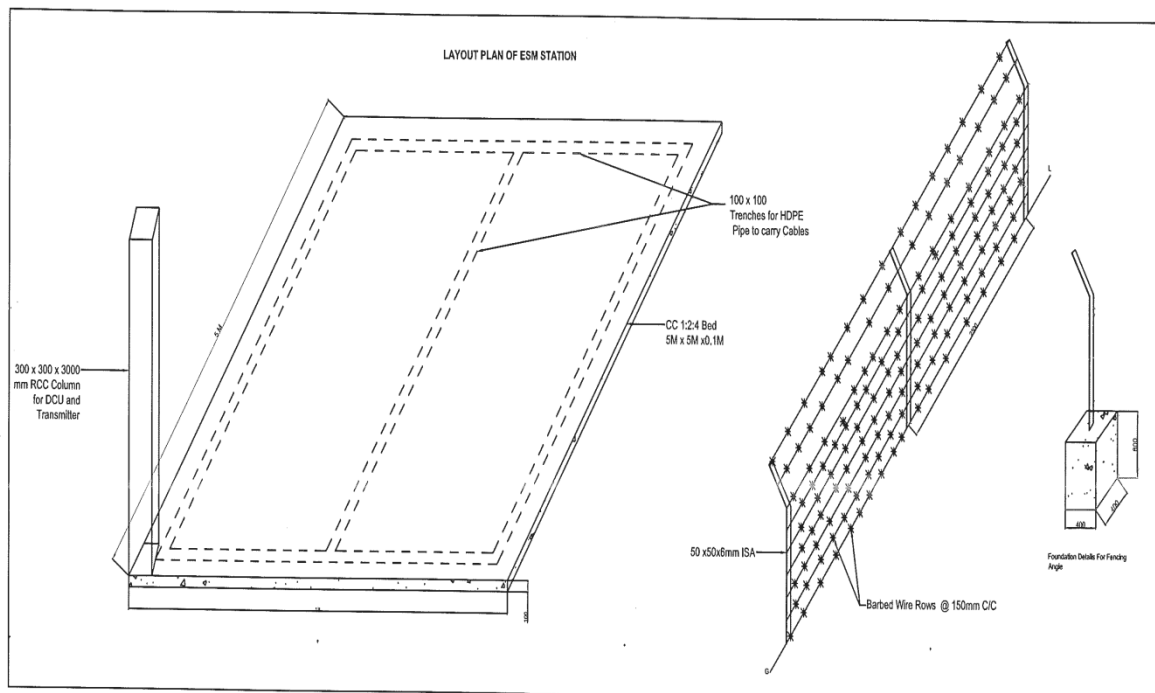 LAYOUT PLAN OF ESM STATION
5 M
300 x 300 x 3000
mm RCC Column
for DCU and
Transmitter
100 x 100
Trenches for HDPE
Pipe to carry Cables
CC 1:2:4 Bed
5M x 5M x0.1M
50 x50x6mm ISA
Barbed Wire Rows @ 150mm C/C
L
G
600
400
Foundation Details For Fencing
Angle